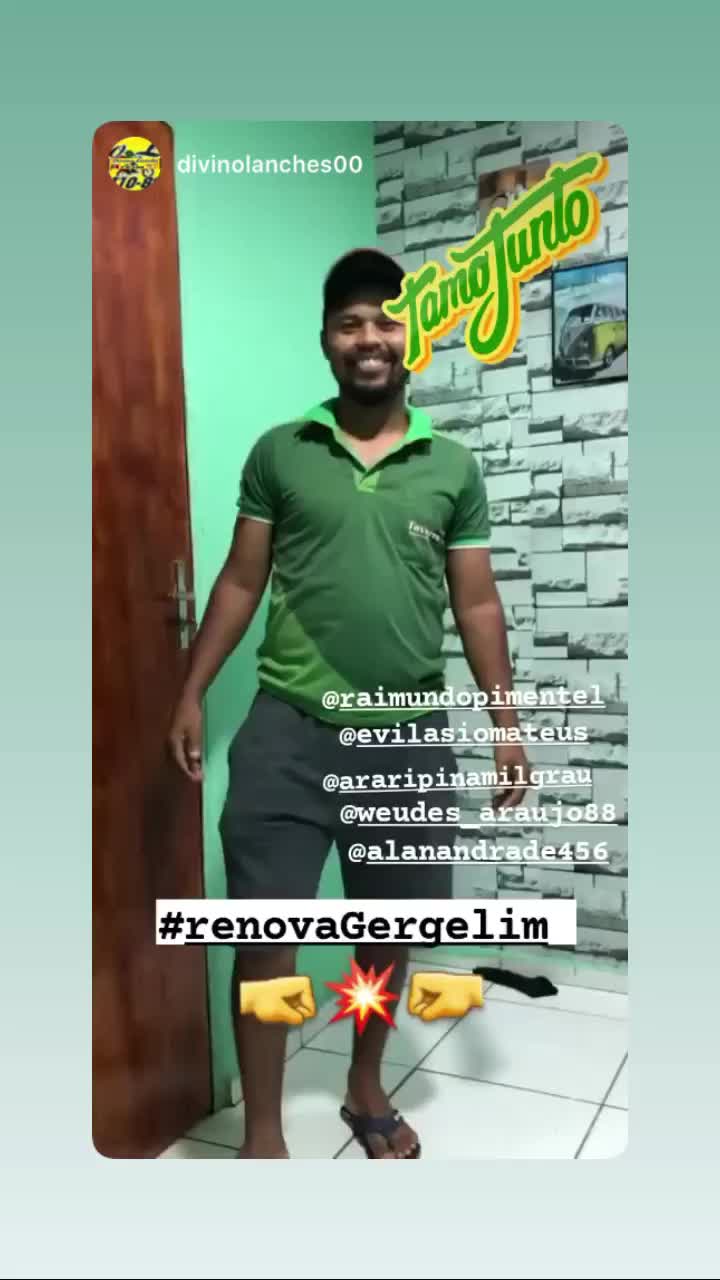 divinolanches00
Tamo Junto
@raimundopimentel
@evilasiomateus
@araripinamilgrau
@weudes_araujo88
@alanandrade456
#renovaGergelim